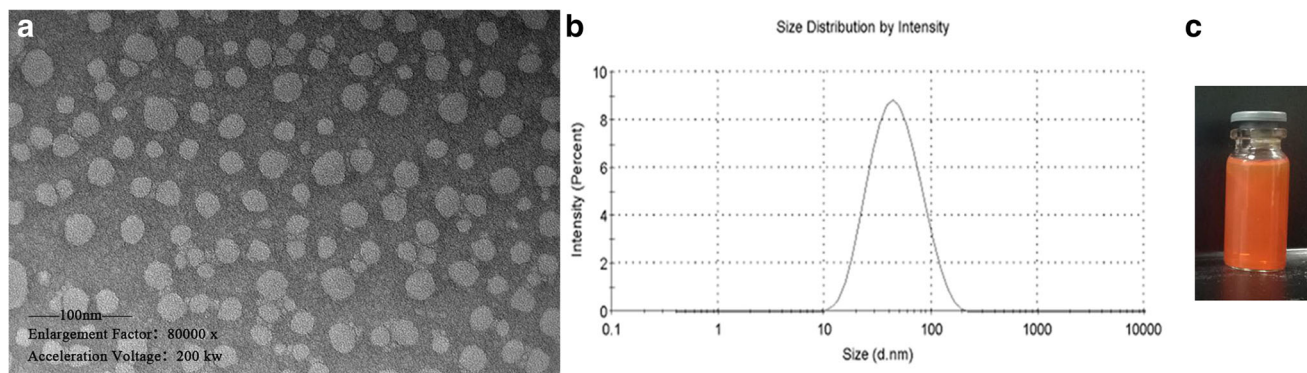 a
——100nm——
Enlargement Factor: 80000 x
Acceleration Voltage: 200 kw
b
Size Distribution by Intensity
Intensity (Percent)
10
8
6
4
2
0
0.1 1 10 100 1000 10000
Size (d.nm)
c